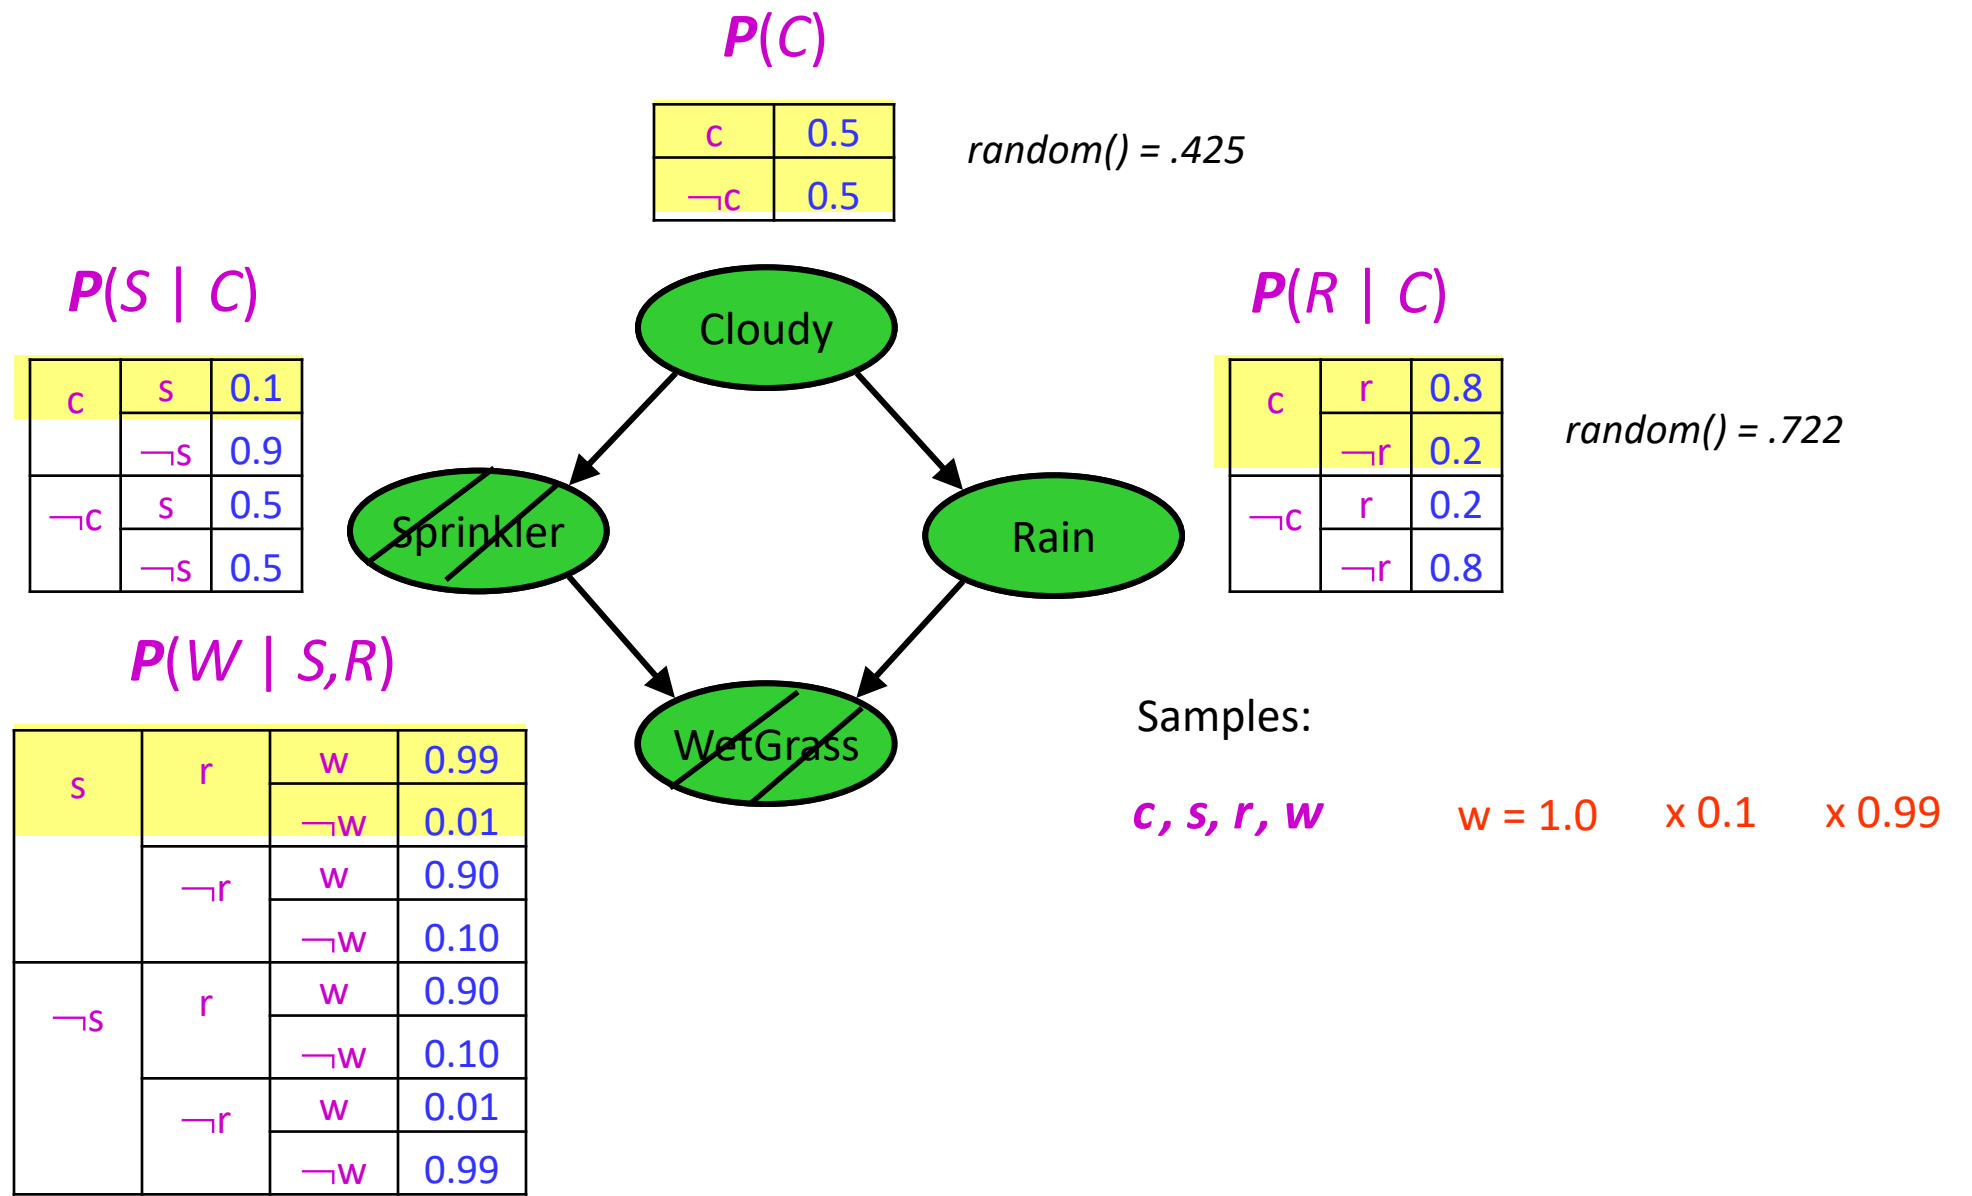 P(C)
c 0.5
¬c 0.5
random() = .425
P(S | C)
c s 0.1
¬s 0.9
¬c s 0.5
¬s 0.5
Cloudy
P(R | C)
c r 0.8
¬r 0.2
¬c r 0.2
¬r 0.8
random() = .722
Sprinkler
Rain
P(W | S,R)
s r w 0.99
¬w 0.01
¬r w 0.90
¬w 0.10
¬s r w 0.90
¬w 0.10
¬r w 0.01
¬w 0.99
WetGrass
Samples:
c, s, r, w w = 1.0 x 0.1 x 0.99